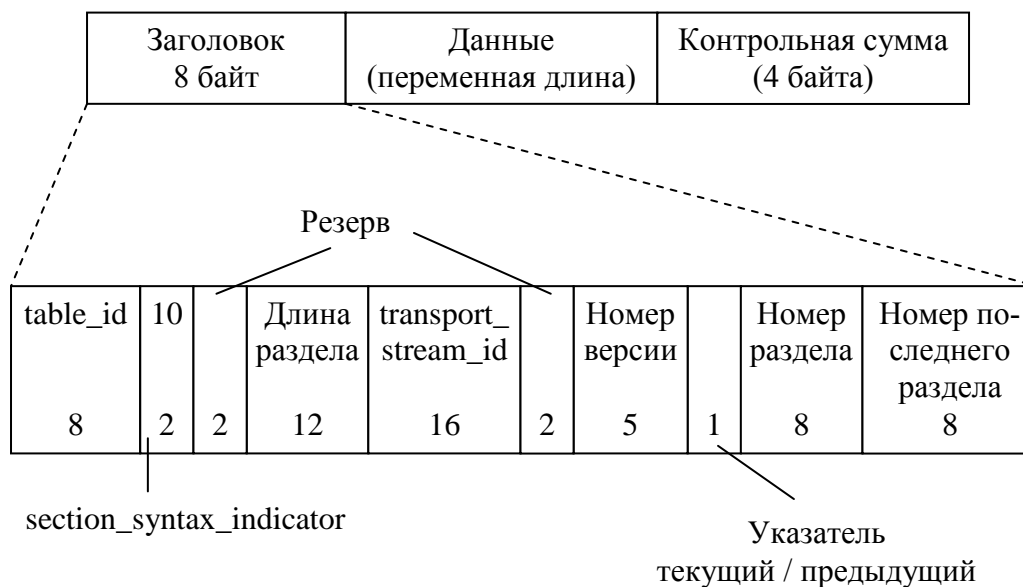 Заголовок
8 байт
Данные
(переменная длина)
Контрольная сумма
(4 байта)
Резерв
table_id
8
10
2
2
Длина
раздела
12
transport_
stream_id
16
2
Номер
версии
5
1
Номер
раздела
8
Номер по-
следнего
раздела
8
section_syntax_indicator
Указатель
текущий / предыдущий